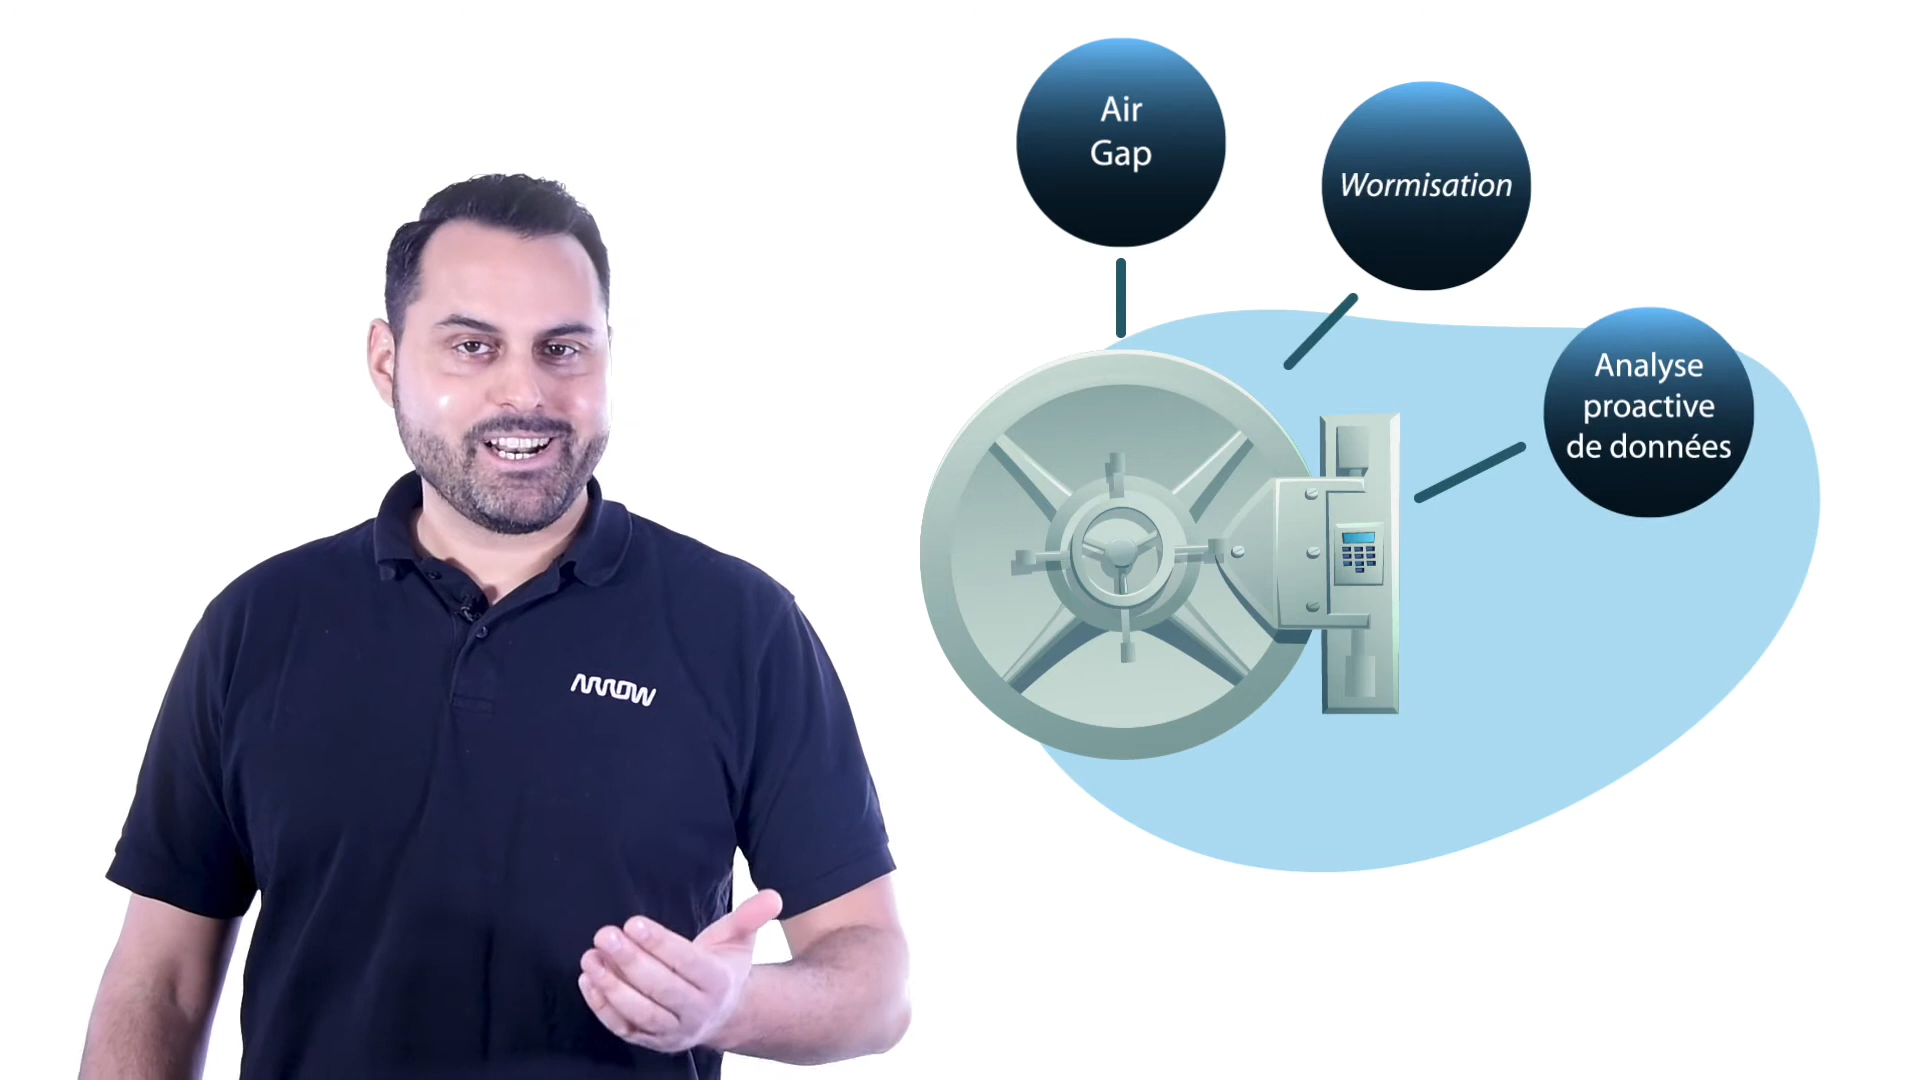 Air
Gap
Wormisation
Analyse
proactive
de données
ARROW